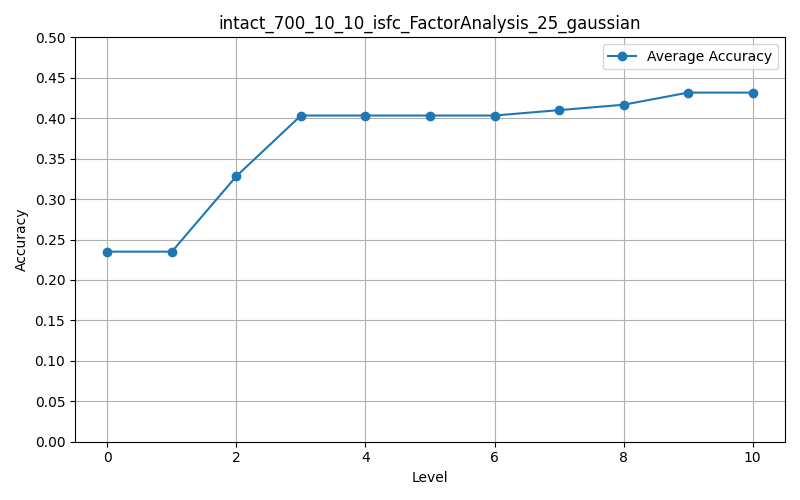 intact_700_10_10_isfc_FactorAnalysis_25_gaussian
Average Accuracy
0.50
0.45
0.40
0.35
0.30
0.25
0.20
0.15
0.10
0.05
0.00
Accuracy
0 2 4 6 8 10
Level